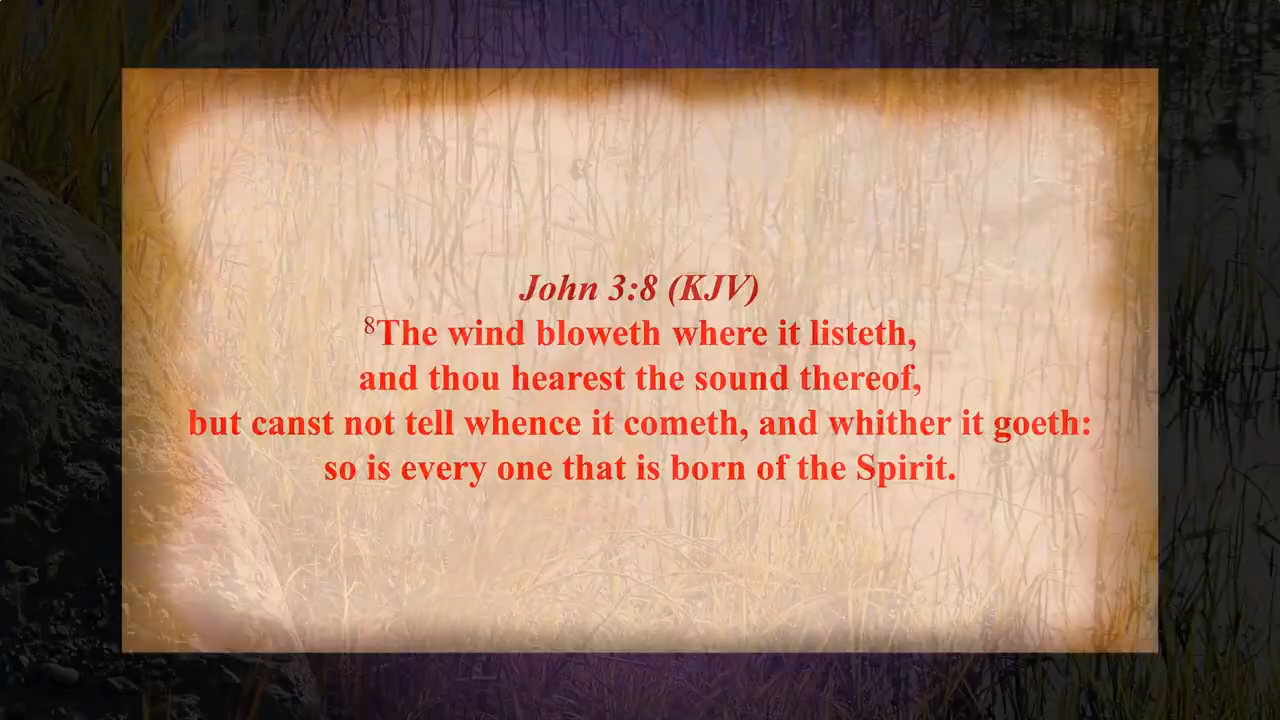 John 3:8 (KJV)
⁸The wind bloweth where it listeth,
and thou hearest the sound thereof,
but canst not tell whence it cometh, and whither it goeth:
so is every one that is born of the Spirit.